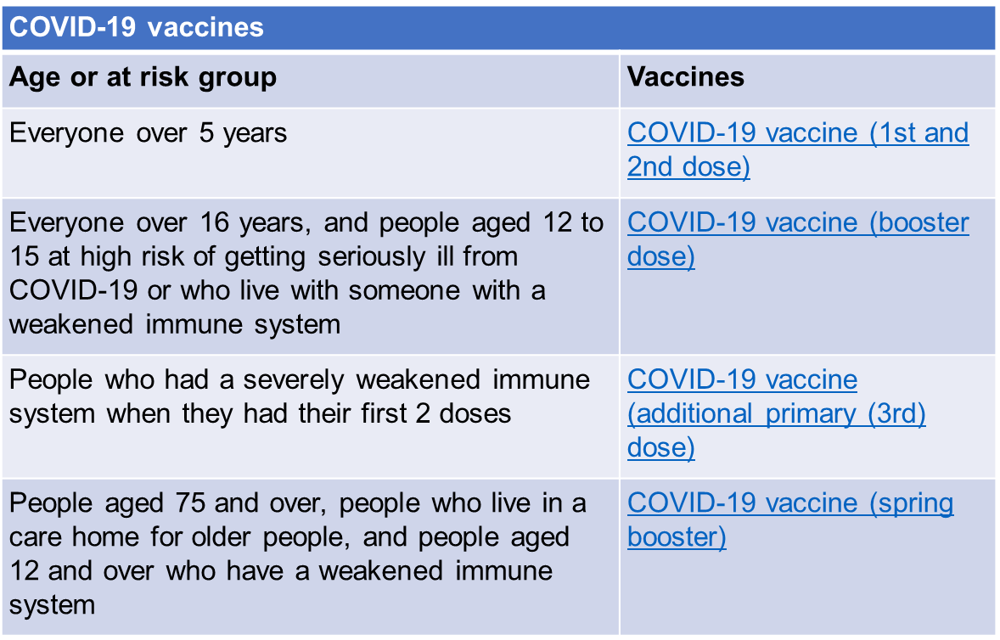 COVID-19 vaccines
Age or at risk group
Vaccines
Everyone over 5 years
COVID-19 vaccine (1st and
2nd dose)
Everyone over 16 years, and people aged 12 to
15 at high risk of getting seriously ill from
COVID-19 or who live with someone with a
weakened immune system
COVID-19 vaccine (booster
dose)
People who had a severely weakened immune
system when they had their first 2 doses
COVID-19 vaccine
(additional primary (3rd)
dose)
People aged 75 and over, people who live in a
care home for older people, and people aged
12 and over who have a weakened immune
system
COVID-19 vaccine (spring
booster)